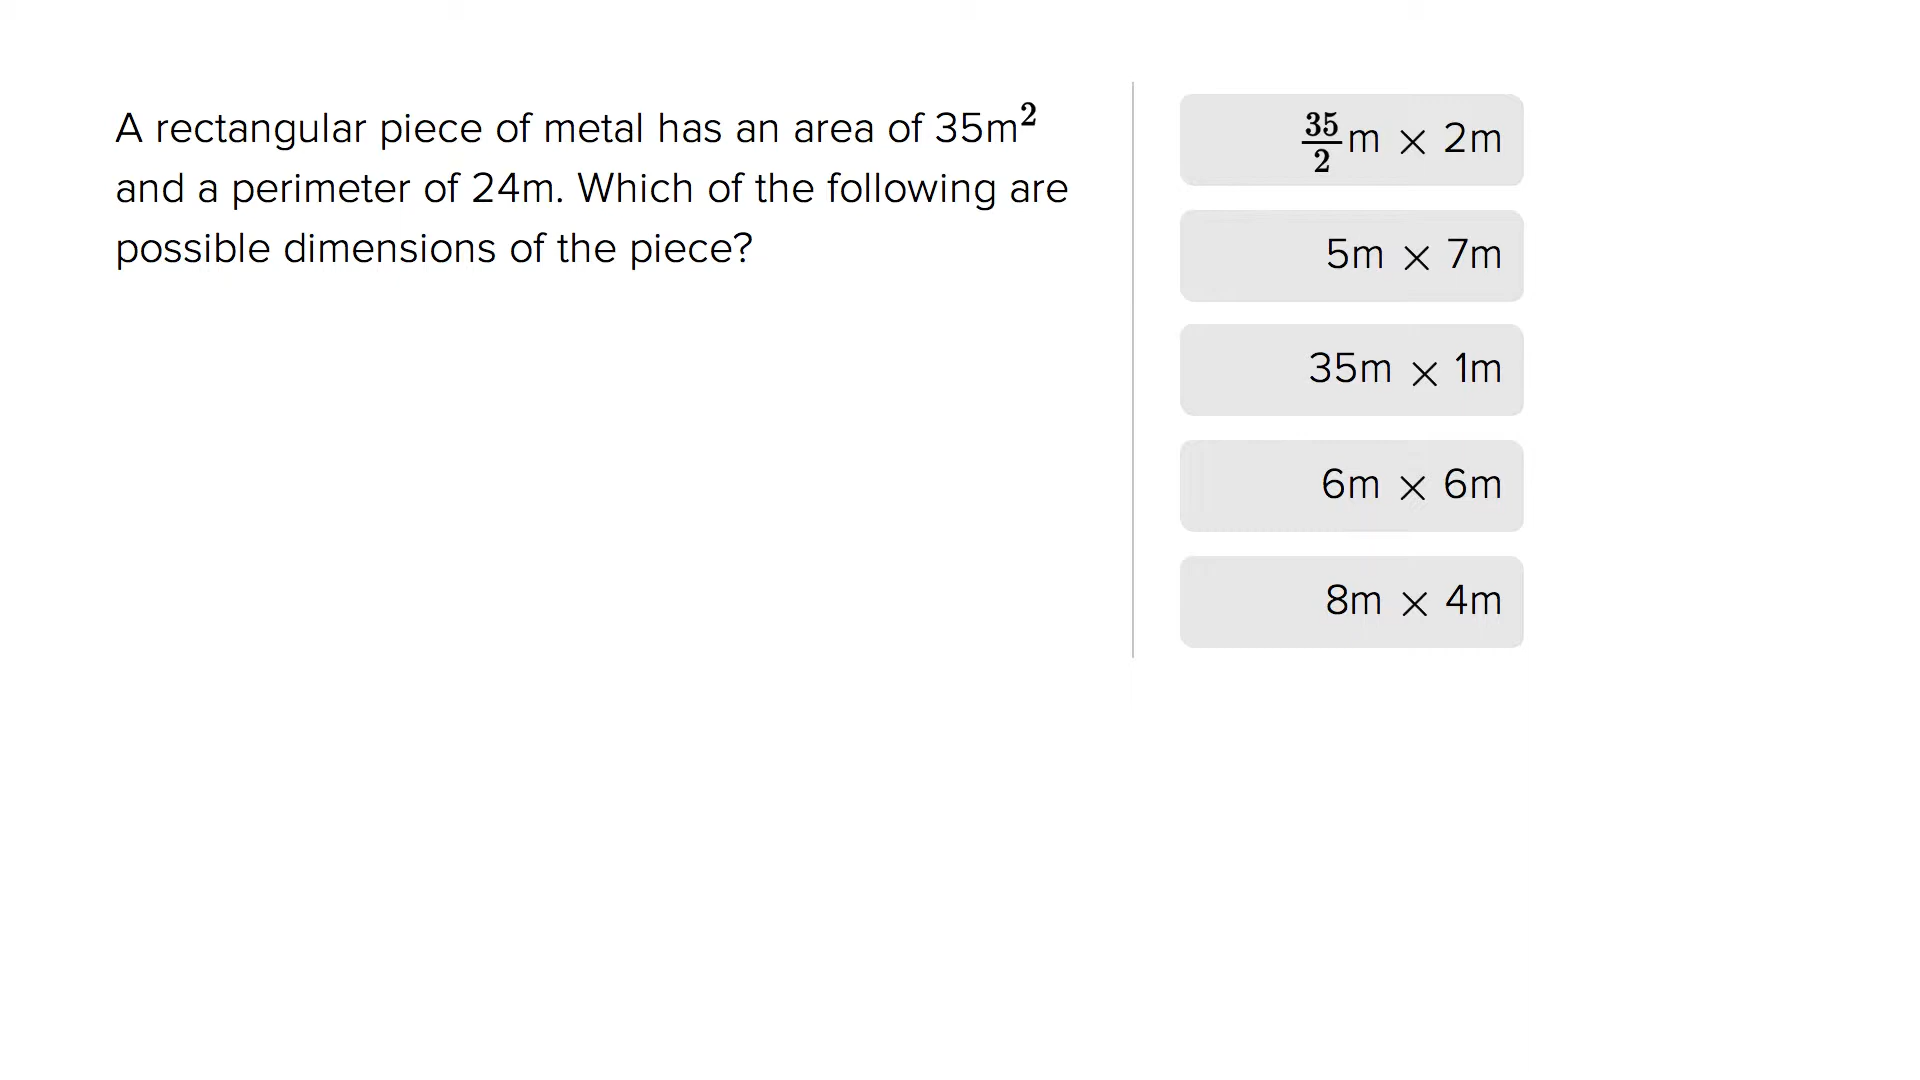 A rectangular piece of metal has an area of 35m²
and a perimeter of 24m. Which of the following are
possible dimensions of the piece?
35/2 m × 2m
5m × 7m
35m × 1m
6m × 6m
8m × 4m